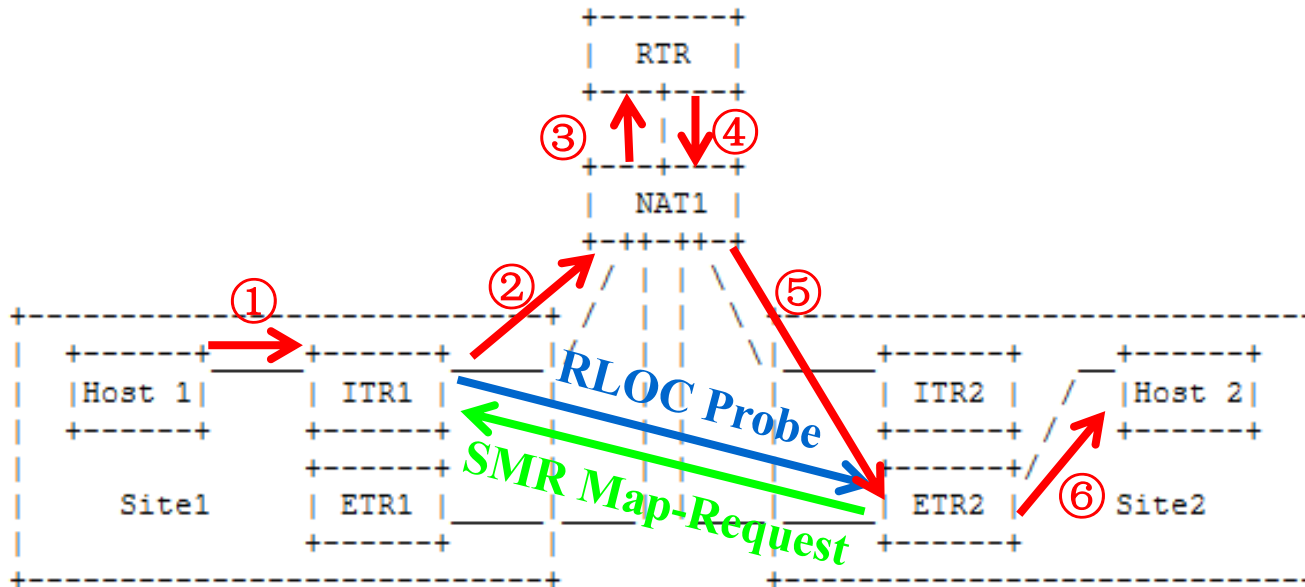 RTR
③
④
NAT1
②
⑤
①
Host 1
ITR1
RLOC Probe
ITR2
Host 2
SMR Map-Request
Site1
ETR1
ETR2
⑥
Site2